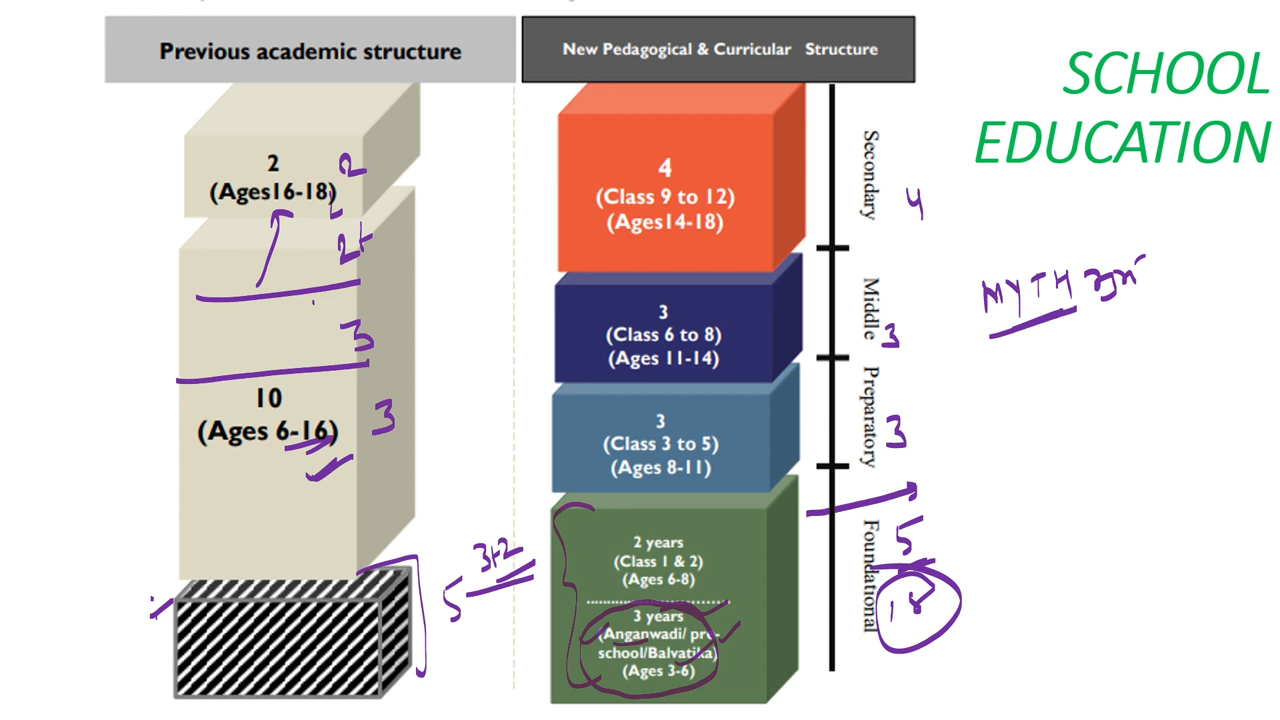 Previous academic structure
New Pedagogical & Curricular Structure
SCHOOL
EDUCATION
2
(Ages16-18)
2
2+
3
10
(Ages 6-16)
3
4
(Class 9 to 12)
(Ages14-18)
Secondary
4
3
(Class 6 to 8)
(Ages 11-14)
Middle
3
3
(Class 3 to 5)
(Ages 8-11)
Preparatory
3
2 years
(Class 1 & 2)
(Ages 6-8)
3 years
(Anganwadi/ pre-
school/Balvatika)
(Ages 3-6)
Foundational
5
5
3+2
MYTH